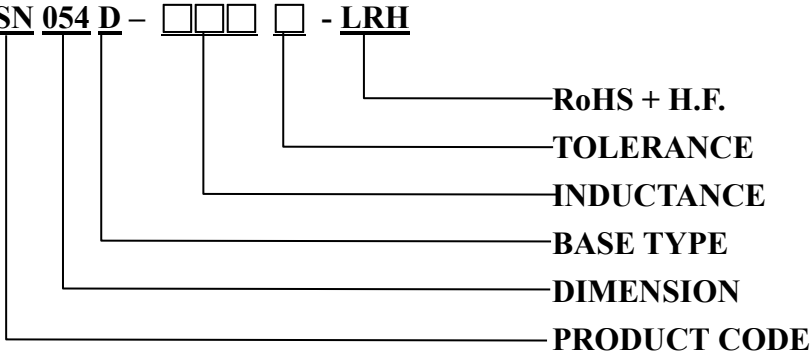 SN 054 D – □□□ □ - LRH
RoHS + H.F.
TOLERANCE
INDUCTANCE
BASE TYPE
DIMENSION
PRODUCT CODE